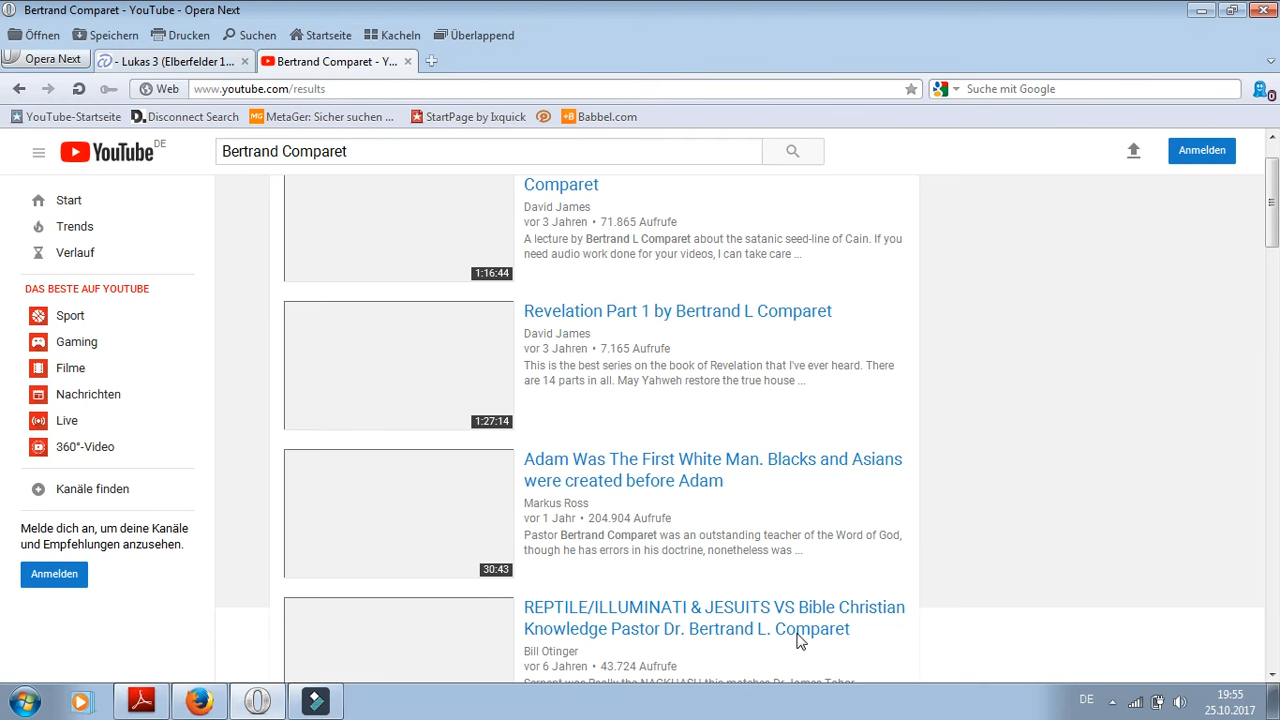 Bertrand Comparet - YouTube - Opera Next
Öffnen Speichern Drucken Suchen Startseite Kacheln Überlappend
Opera Next - Lukas 3 (Elberfelder 1... Bertrand Comparet - Y...
Web www.youtube.com/results Suche mit Google 0
YouTube-Startseite Disconnect Search MetaGer: Sicher suchen ... StartPage by Ixquick Babbel.com
YouTube DE Bertrand Comparet Anmelden
Start
Trends
Verlauf
DAS BESTE AUF YOUTUBE
Sport
Gaming
Filme
Nachrichten
Live
360°-Video
Kanäle finden
Melde dich an, um deine Kanäle
und Empfehlungen anzusehen.
Anmelden
Comparet
David James
vor 3 Jahren • 71.865 Aufrufe
A lecture by Bertrand L Comparet about the satanic seed-line of Cain. If you
need audio work done for your videos, I can take care ...
1:16:44
Revelation Part 1 by Bertrand L Comparet
David James
vor 3 Jahren • 7.165 Aufrufe
This is the best series on the book of Revelation that I've ever heard. There
are 14 parts in all. May Yahweh restore the true house ...
1:27:14
Adam Was The First White Man. Blacks and Asians
were created before Adam
Markus Ross
vor 1 Jahr • 204.904 Aufrufe
Pastor Bertrand Comparet was an outstanding teacher of the Word of God,
though he has errors in his doctrine, nonetheless was ...
30:43
REPTILE/ILLUMINATI & JESUITS VS Bible Christian
Knowledge Pastor Dr. Bertrand L. Comparet
Bill Otinger
vor 6 Jahren • 43.724 Aufrufe
DE 19:55
25.10.2017